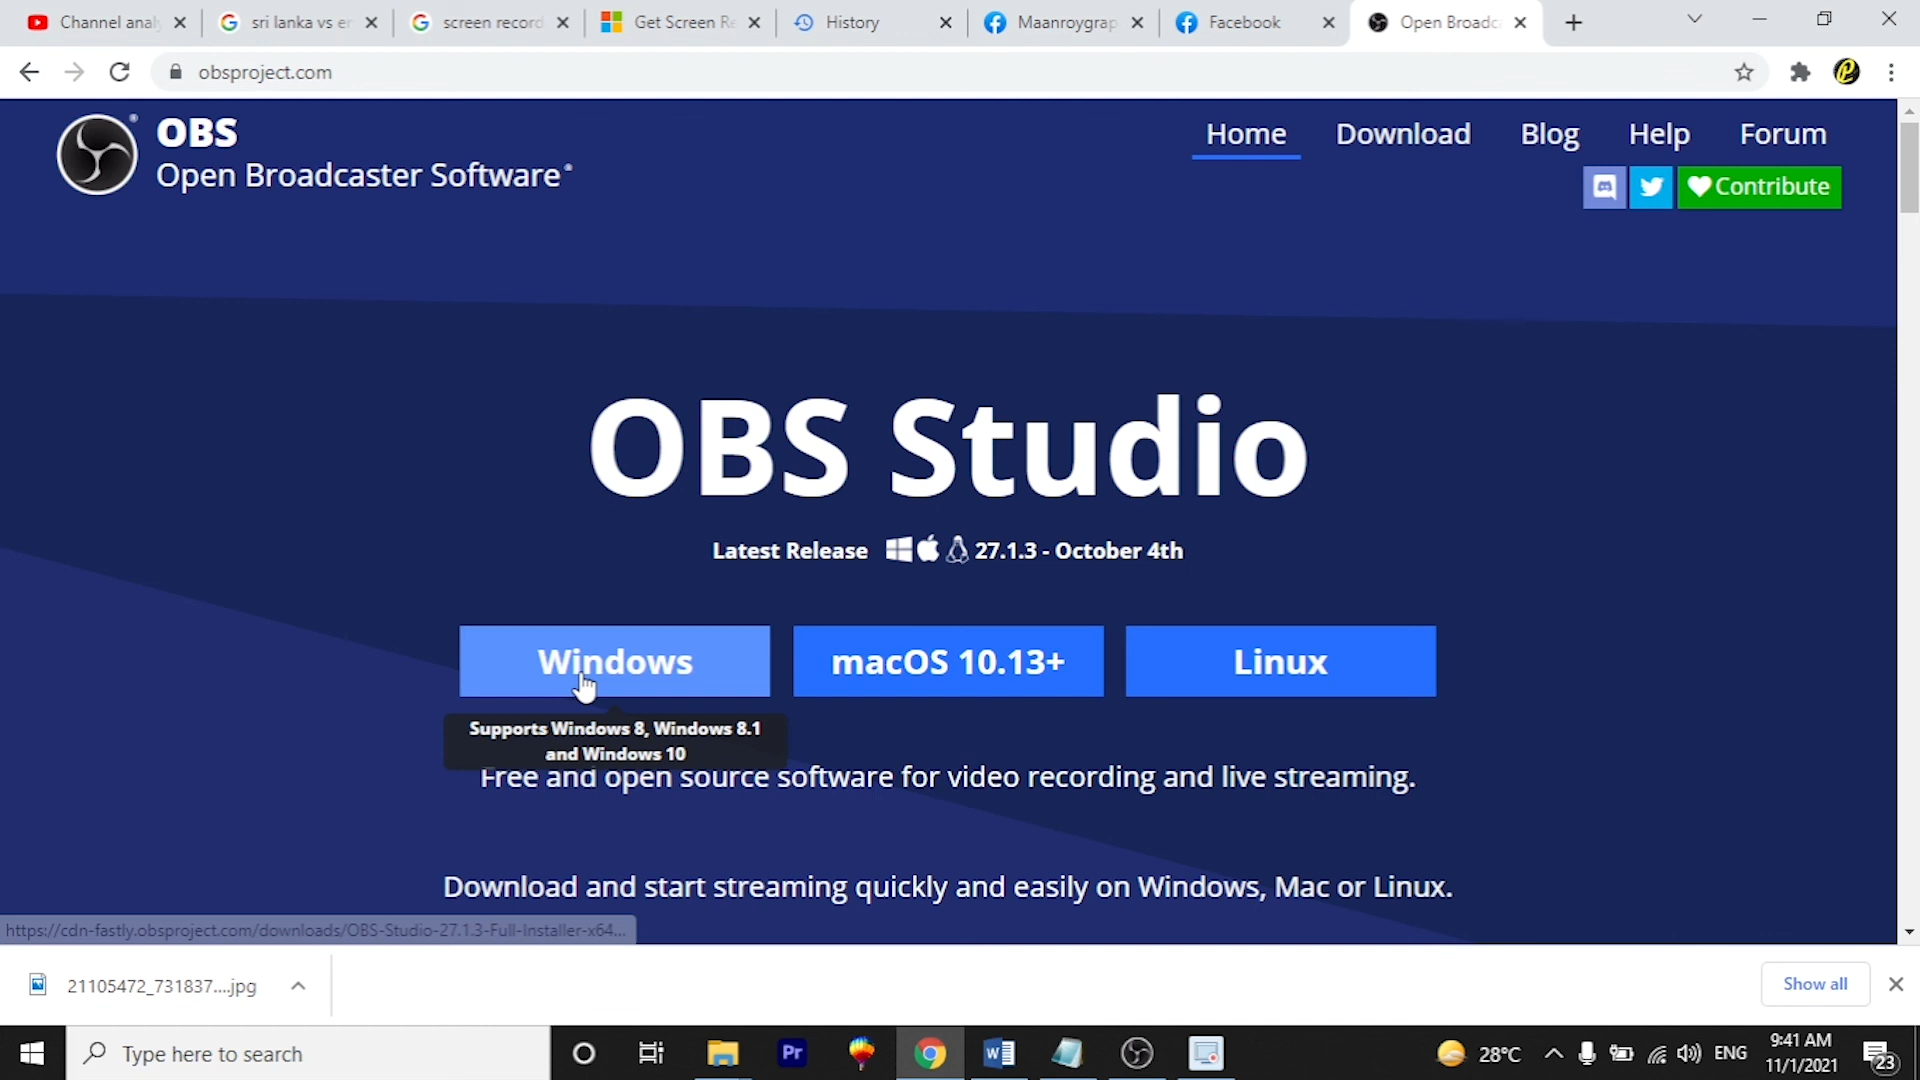 Channel analy
sri lanka vs en
screen record
Get Screen Re
History
Maanroygrap
Facebook
Open Broadc
obsproject.com
OBS
Open Broadcaster Software
Home
Download
Blog
Help
Forum
Contribute
OBS Studio
Latest Release 27.1.3 - October 4th
Windows
macOS 10.13+
Linux
Supports Windows 8, Windows 8.1
and Windows 10
Free and open source software for video recording and live streaming.
Download and start streaming quickly and easily on Windows, Mac or Linux.
https://cdn-fastly.obsproject.com/downloads/OBS-Studio-27.1.3-Full-Installer-x64...
21105472_731837....jpg
Show all
Type here to search
Pr
28°C
ENG
9:41 AM
11/1/2021
23